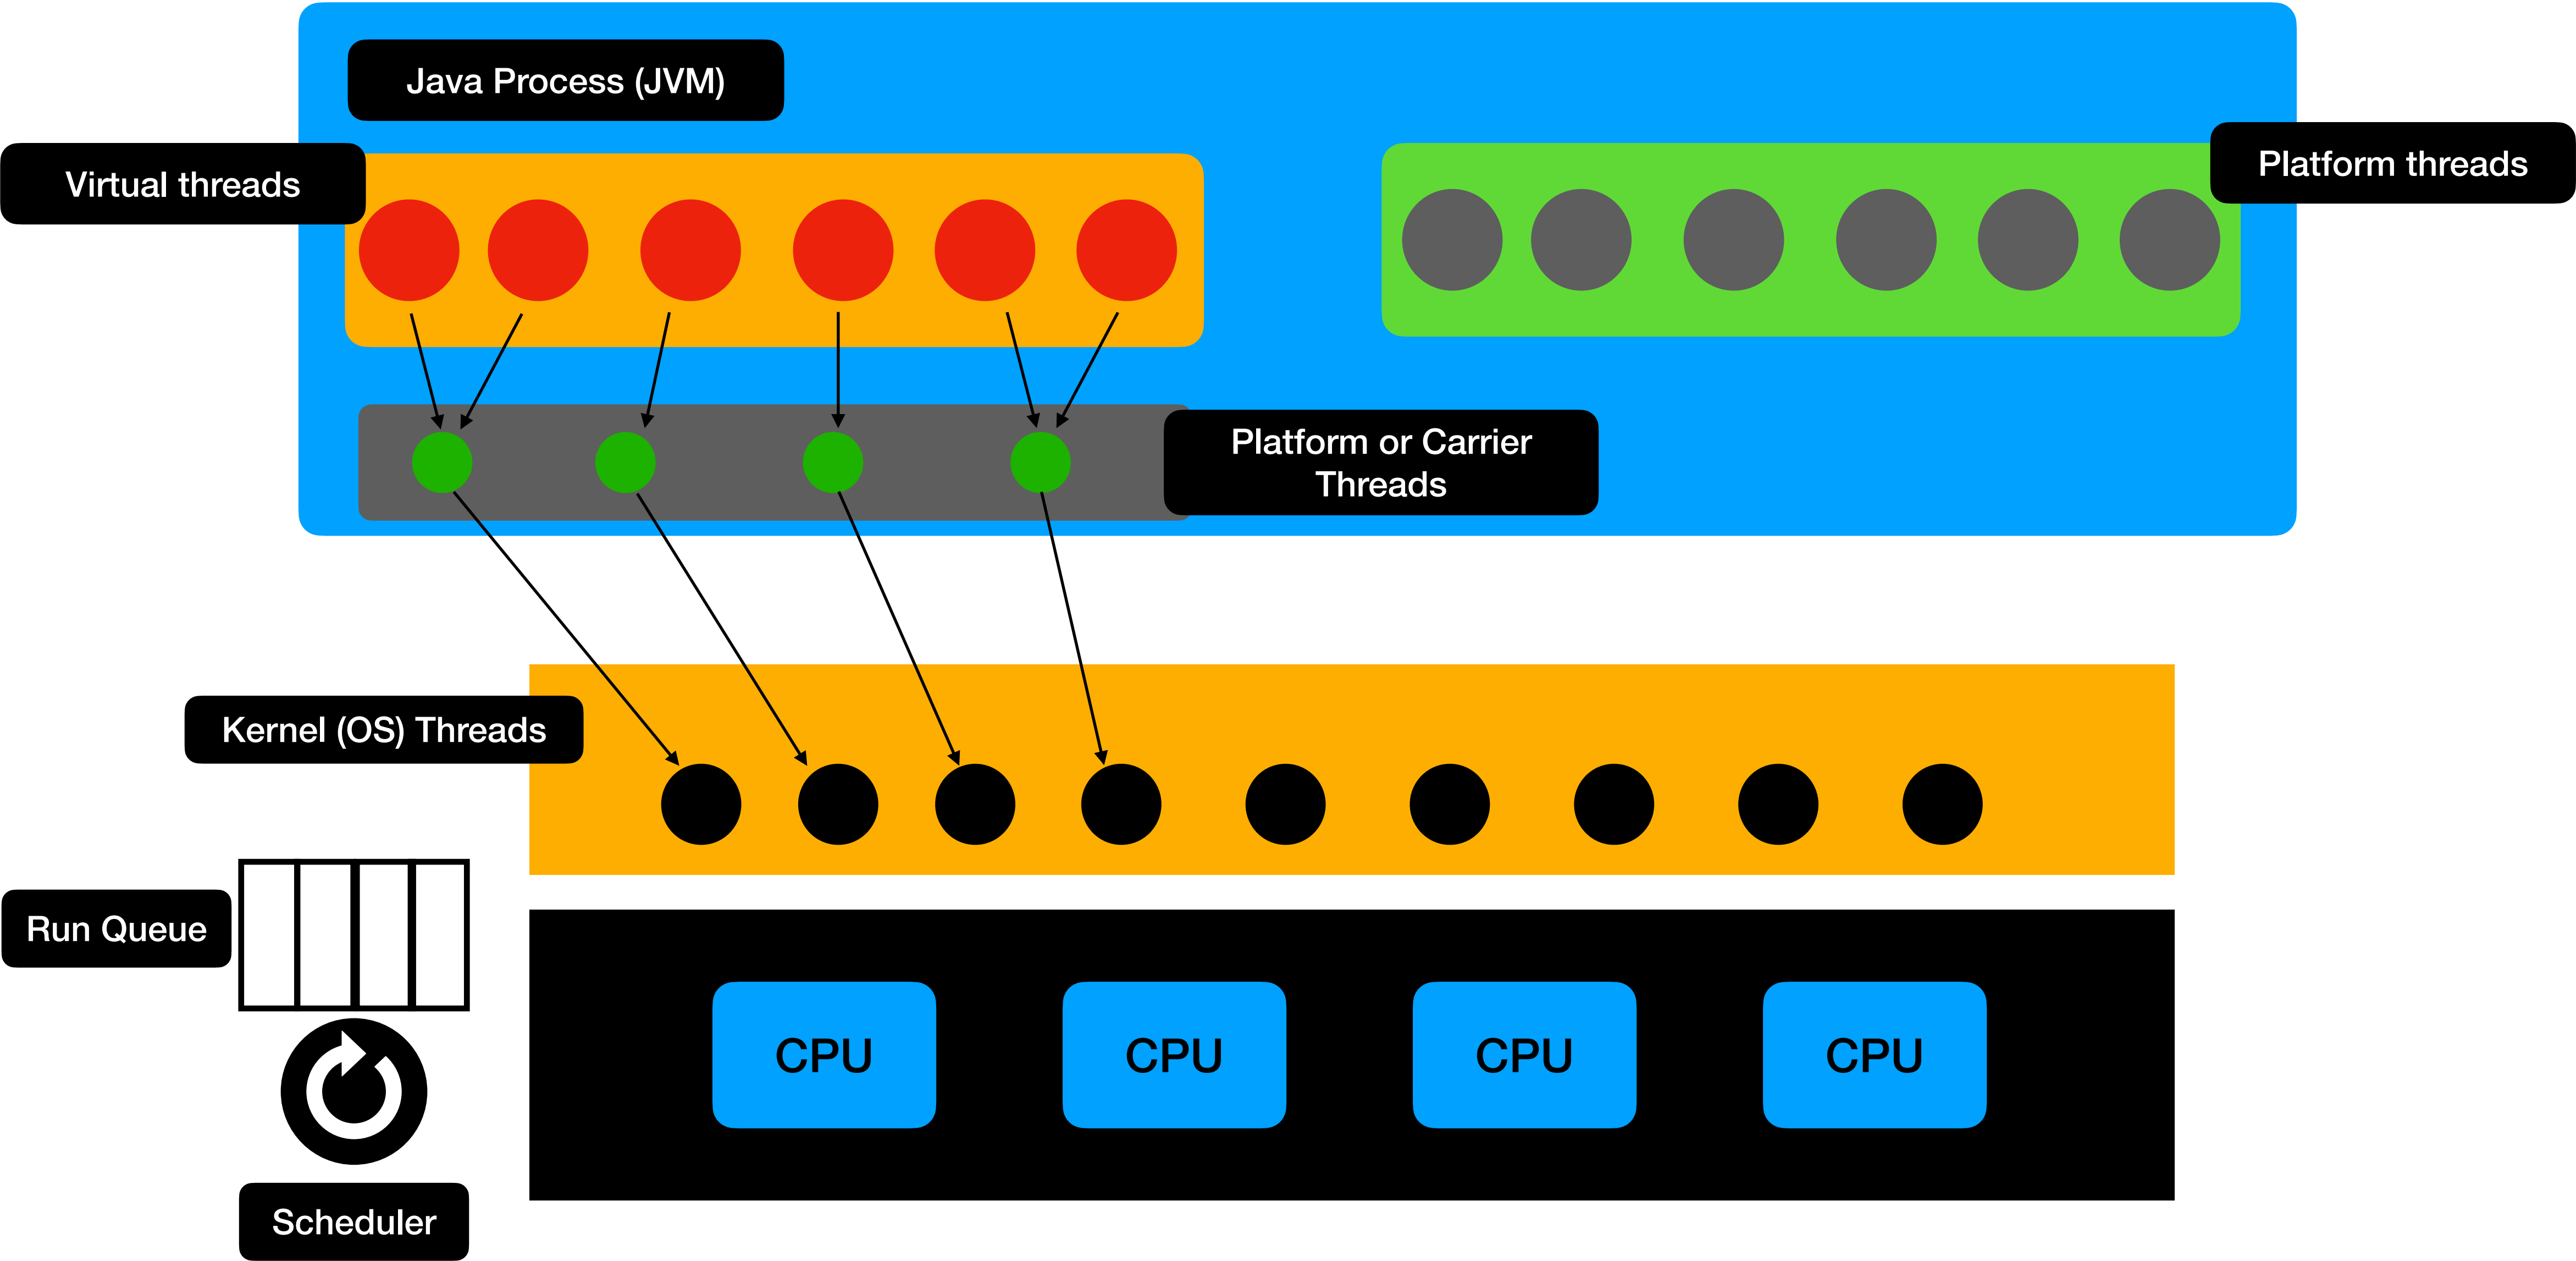 Java Process (JVM)
Virtual threads
Platform threads
Platform or Carrier
Threads
Kernel (OS) Threads
Run Queue
CPU
CPU
CPU
CPU
Scheduler